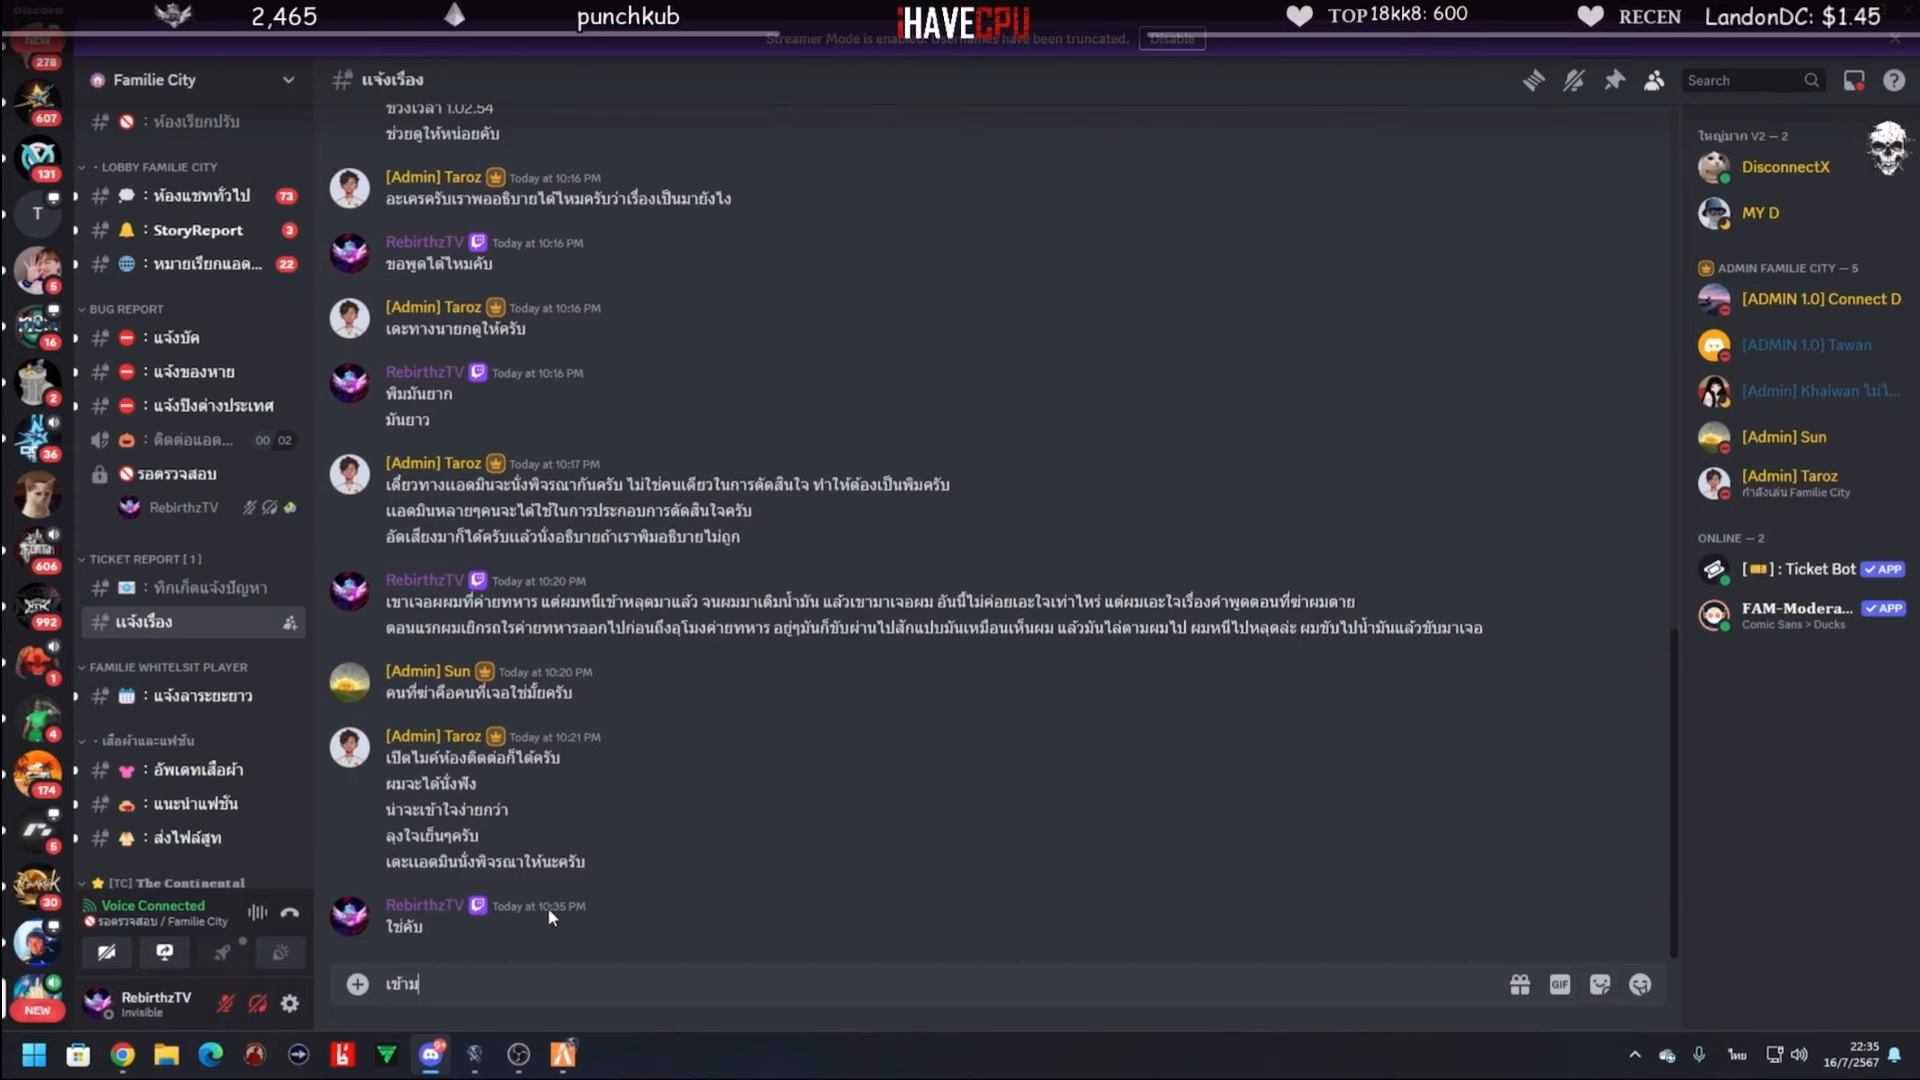 2,465
punchkub
iHAVECPU
TOP 18kk8: 600
RECEN
LandonDC: $1.45
Discord
Streamer Mode is enabled. Usernames have been truncated.
Disable
NEW
278
607
131
T
5
16
2
36
606
992
1
4
174
5
30
NEW
Familie City
: ห้องเรียกปรับ
• LOBBY FAMILIE CITY
: ห้องแชททั่วไป 73
: StoryReport 3
: หมายเรียกแอด... 22
BUG REPORT
: แจ้งบัค
: แจ้งของหาย
: แจ้งปิงต่างประเทศ
: ติดต่อแอด... 00 02
รอตรวจสอบ
RebirthzTV
TICKET REPORT [ 1 ]
: ทิกเก็ตแจ้งปัญหา
แจ้งเรื่อง
FAMILIE WHITELSIT PLAYER
: แจ้งลาระยะยาว
• เสื้อผ้าและแฟชั่น
: อัพเดทเสื้อผ้า
: แนะนำแฟชั่น
: ส่งไฟล์สูท
[TC] The Continental
Voice Connected
รอตรวจสอบ / Familie City
RebirthzTV
Invisible
แจ้งเรื่อง
ช่วงเวลา 1.02.54
ช่วยดูให้หน่อยคับ
[Admin] Taroz Today at 10:16 PM
อะเครครับเราพออธิบายได้ไหมครับว่าเรื่องเป็นมายังไง
RebirthzTV Today at 10:16 PM
ขอพูดได้ไหมคับ
[Admin] Taroz Today at 10:16 PM
เดะทางนายกดูให้ครับ
RebirthzTV Today at 10:16 PM
พิมมันยาก
มันยาว
[Admin] Taroz Today at 10:17 PM
เดี๋ยวทางแอดมินจะนั่งพิจรณากันครับ ไม่ใช่คนเดียวในการตัดสินใจ ทำให้ต้องเป็นพิมครับ
แอดมินหลายๆคนจะได้ใช้ในการประกอบการตัดสินใจครับ
อัดเสียงมาก็ได้ครับแล้วนั่งอธิบายถ้าเราพิมอธิบายไม่ถูก
RebirthzTV Today at 10:20 PM
เขาเจอผมที่ค่ายทหาร แต่ผมหนีเข้าหลุดมาแล้ว จนผมมาเติมน้ำมัน แล้วเขามาเจอผม อันนี้ไม่ค่อยเอะใจเท่าไหร่ แต่ผมเอะใจเรื่องคำพูดตอนที่ฆ่าผมตาย
ตอนแรกผมเยิกรถไรค่ายทหารออกไปก่อนถึงอุโมงค่ายทหาร อยู่ๆมันก็ขับผ่านไปสักแปบมันเหมือนเห็นผม แล้วมันไล่ตามผมไป ผมหนีไปหลุดล่ะ ผมขับไปน้ำมันแล้วขับมาเจอ
[Admin] Sun Today at 10:20 PM
คนที่ฆ่าคือคนที่เจอใช่มั้ยครับ
[Admin] Taroz Today at 10:21 PM
เปิดไมค์ห้องติดต่อก็ได้ครับ
ผมจะได้นั่งฟัง
น่าจะเข้าใจง่ายกว่า
ลุงใจเย็นๆครับ
เดะแอดมินนั่งพิจรณาให้นะครับ
RebirthzTV Today at 10:35 PM
ใช่คับ
เข้าม
GIF
Search
ใหญ่มาก V2 — 2
DisconnectX
MY D
ADMIN FAMILIE CITY — 5
[ADMIN 1.0] Connect D
[ADMIN 1.0] Tawan
[Admin] Khaiwan ไม่ไ...
[Admin] Sun
[Admin] Taroz
กำลังเล่น Familie City
ONLINE — 2
[ ] : Ticket Bot APP
FAM-Modera... APP
Comic Sans > Ducks
9+
ไทย
22:35
16/7/2567